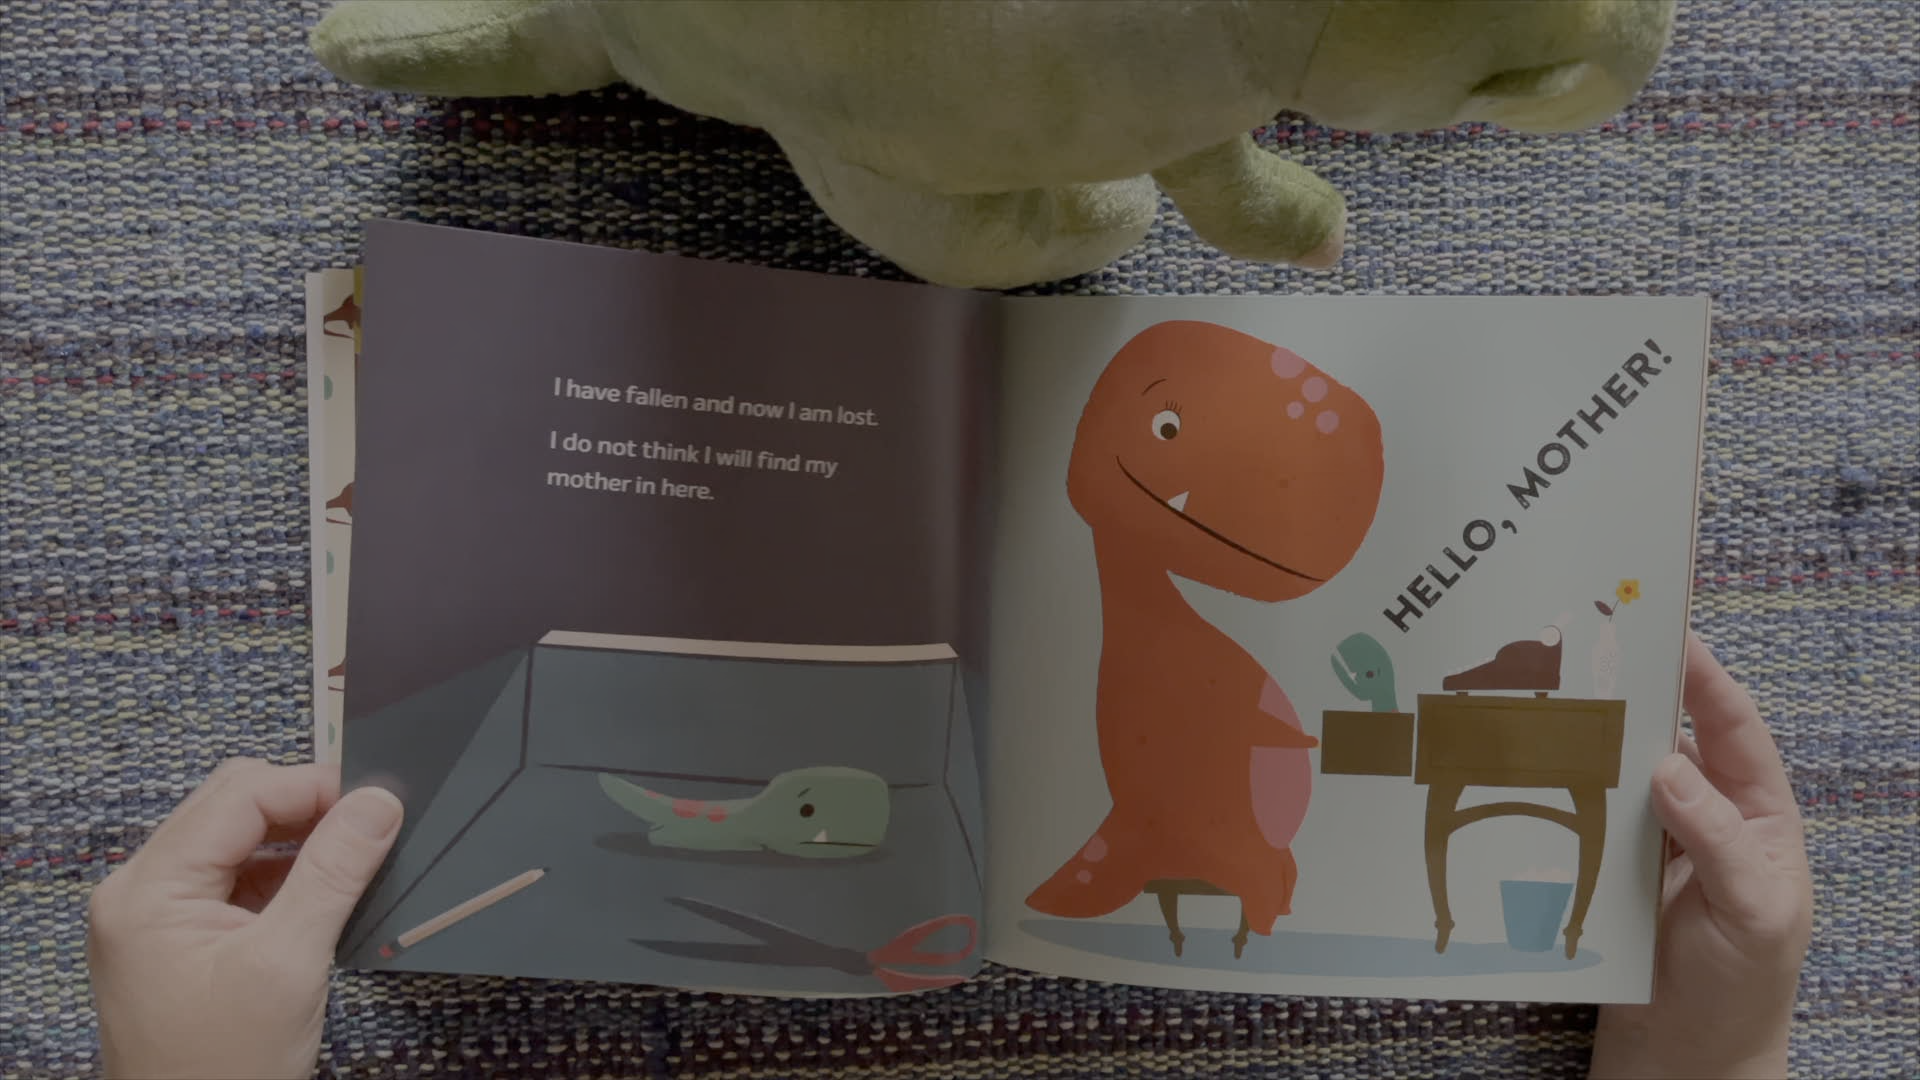 I have fallen and now I am lost.
I do not think I will find my
mother in here.
HELLO, MOTHER!